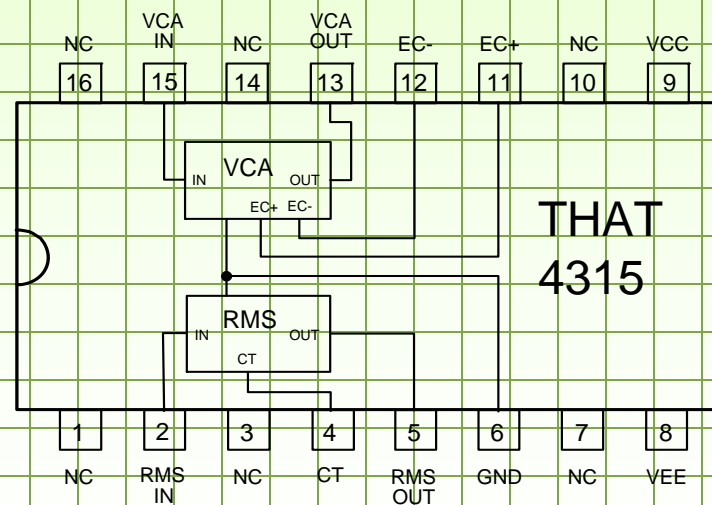 NC
VCA
IN
NC
VCA
OUT
EC-
EC+
NC
VCC
16
15
14
13
12
11
10
9
VCA
IN
OUT
EC+
EC-
THAT
4315
RMS
IN
OUT
CT
1
2
3
4
5
6
7
8
NC
RMS
IN
NC
CT
RMS
OUT
GND
NC
VEE